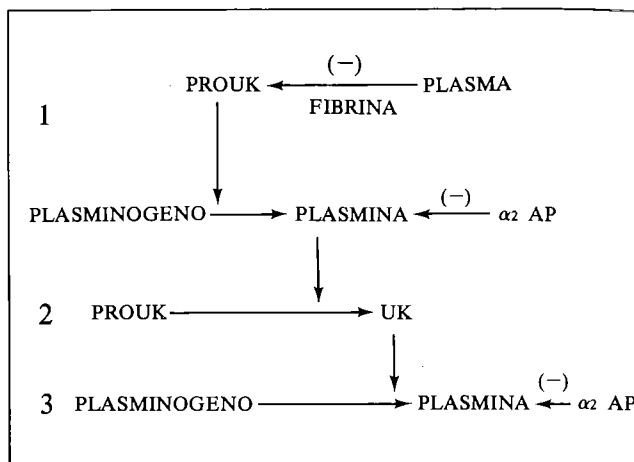 (−)
PROUK PLASMA
FIBRINA
1
(−)
PLASMINOGENO PLASMINA α2 AP
2 PROUK UK
(−)
3 PLASMINOGENO PLASMINA α2 AP